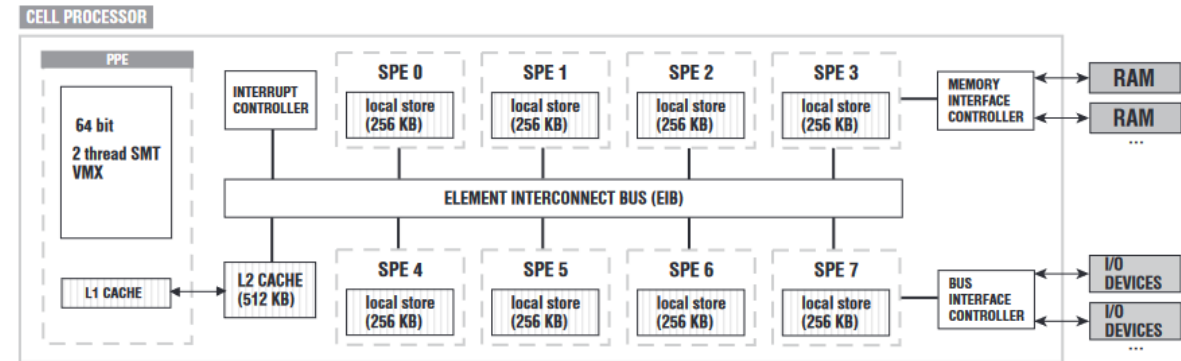 CELL PROCESSOR
PPE
64 bit
2 thread SMT
VMX
L1 CACHE
INTERRUPT
CONTROLLER
L2 CACHE
(512 KB)
SPE 0
local store
(256 KB)
SPE 1
local store
(256 KB)
SPE 2
local store
(256 KB)
SPE 3
local store
(256 KB)
MEMORY
INTERFACE
CONTROLLER
RAM
RAM
...
ELEMENT INTERCONNECT BUS (EIB)
SPE 4
local store
(256 KB)
SPE 5
local store
(256 KB)
SPE 6
local store
(256 KB)
SPE 7
local store
(256 KB)
BUS
INTERFACE
CONTROLLER
I/O
DEVICES
I/O
DEVICES
...